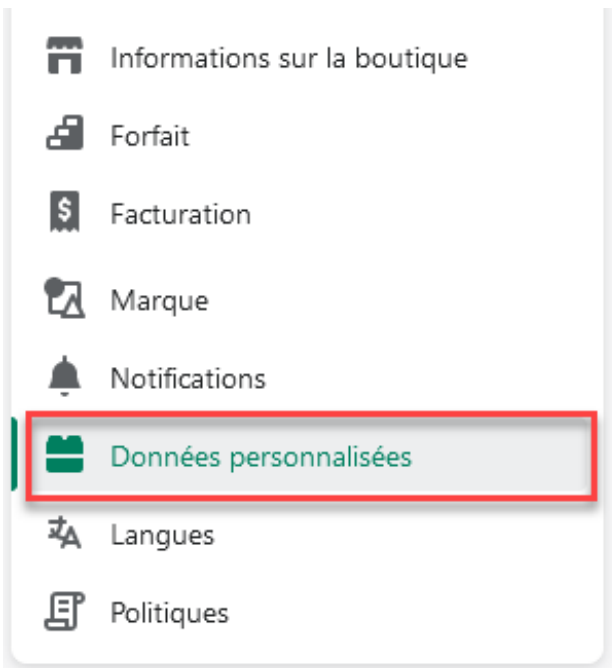 Informations sur la boutique
Forfait
$
Facturation
Marque
Notifications
Données personnalisées
Langues
Politiques